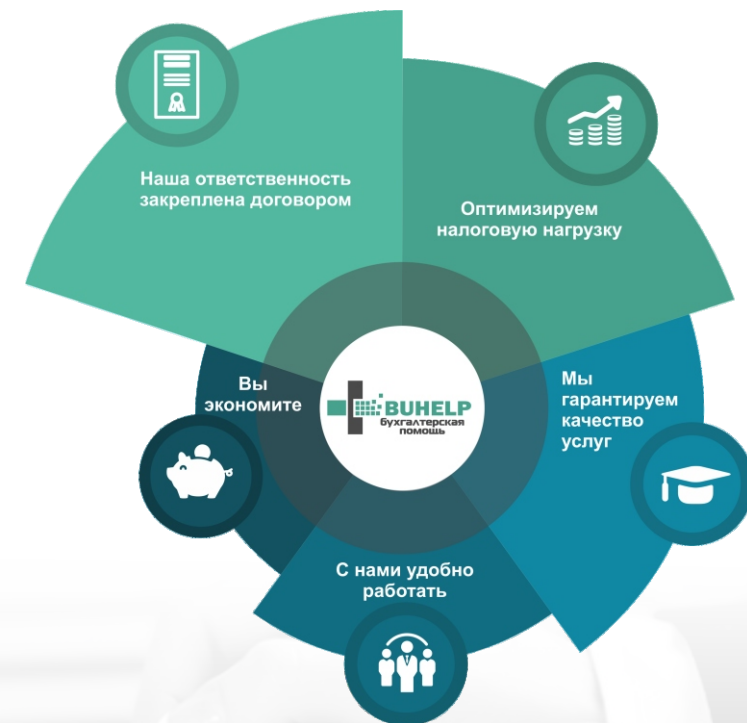 Наша ответственность
закреплена договором
Оптимизируем
налоговую нагрузку
Вы
экономите
Мы
гарантируем
качество
услуг
BUHELP
бухгалтерская
помощь
С нами удобно
работать